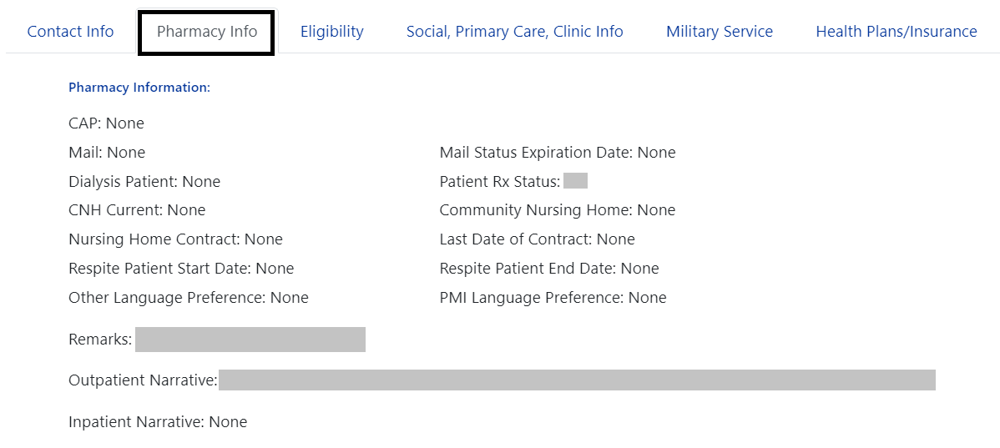 Contact Info Pharmacy Info Eligibility Social, Primary Care, Clinic Info Military Service Health Plans/Insurance
Pharmacy Information:
CAP: None
Mail: None Mail Status Expiration Date: None
Dialysis Patient: None Patient Rx Status:
CNH Current: None Community Nursing Home: None
Nursing Home Contract: None Last Date of Contract: None
Respite Patient Start Date: None Respite Patient End Date: None
Other Language Preference: None PMI Language Preference: None
Remarks:
Outpatient Narrative:
Inpatient Narrative: None